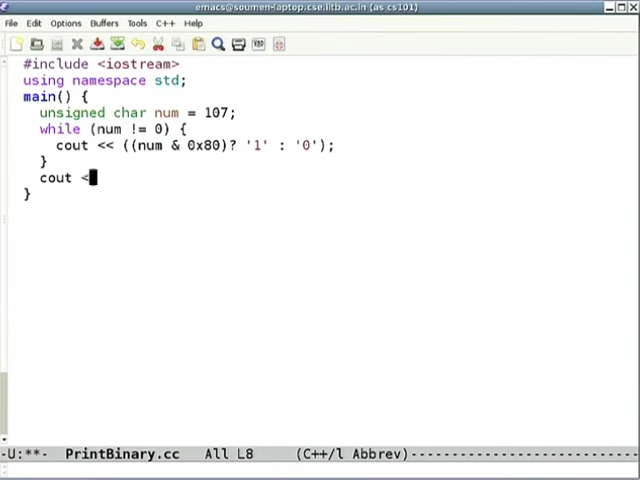 emacs@soumen-laptop.cse.iitb.ac.in (as cs101)
File Edit Options Buffers Tools C++ Help
#include <iostream>
using namespace std;
main() {
unsigned char num = 107;
while (num != 0) {
cout << ((num & 0x80)? '1' : '0');
}
cout <
}
-U:**- PrintBinary.cc All L8 (C++/l Abbrev)